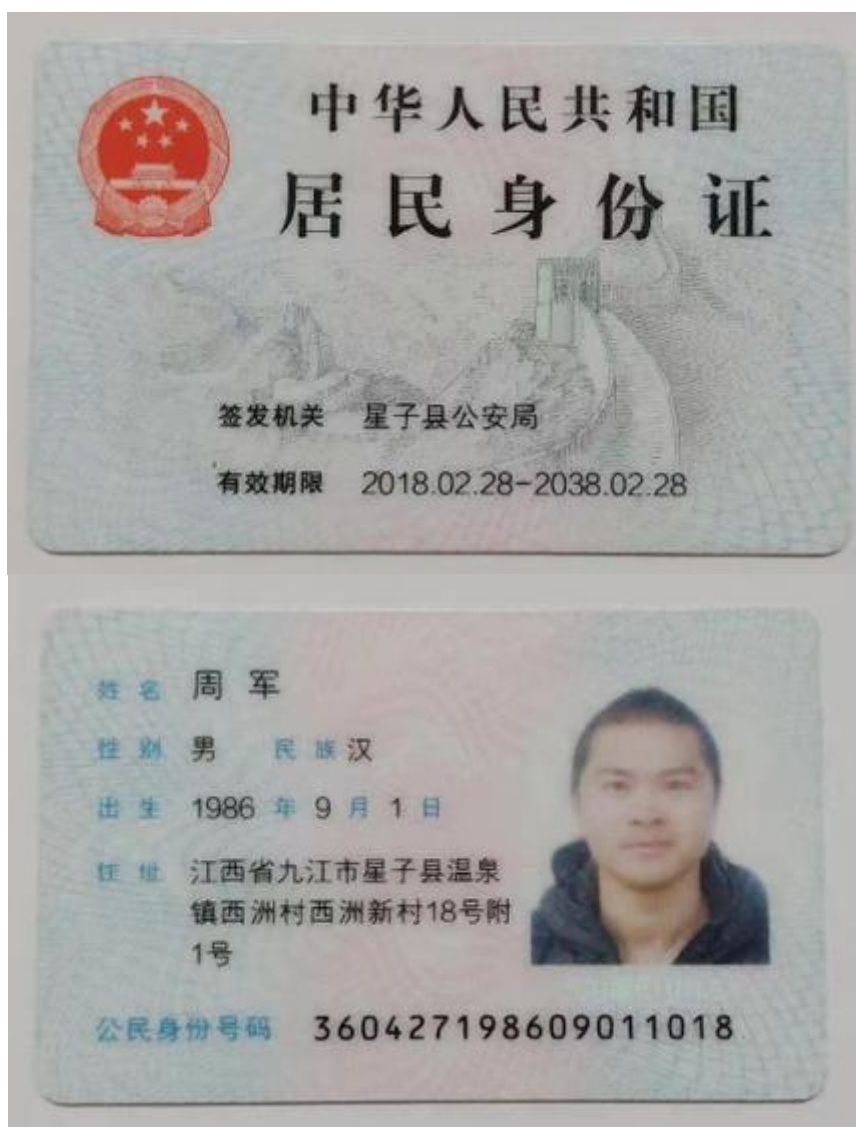 中华人民共和国
居民身份证
签发机关 星子县公安局
有效期限 2018.02.28-2038.02.28
姓名 周军
性别 男 民族 汉
出生 1986 年 9 月 1 日
住址 江西省九江市星子县温泉
镇西洲村西洲新村18号附
1号
公民身份号码 360427198609011018